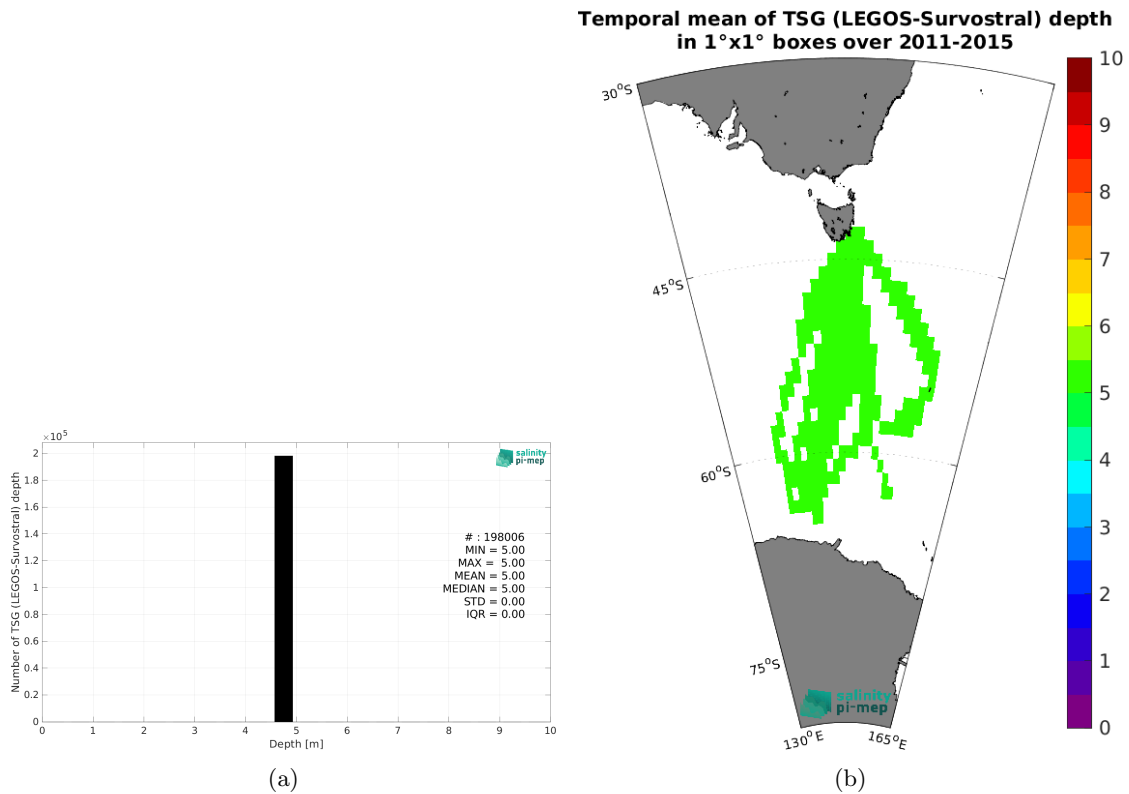 ×10⁵
2
1.8
1.6
1.4
1.2
1
0.8
0.6
0.4
0.2
0
Number of TSG (LEGOS-Survostral) depth
0 1 2 3 4 5 6 7 8 9 10
Depth [m]
salinity
pi-mep
# : 198006
MIN = 5.00
MAX = 5.00
MEAN = 5.00
MEDIAN = 5.00
STD = 0.00
IQR = 0.00
(a)
Temporal mean of TSG (LEGOS-Survostral) depth
in 1°x1° boxes over 2011-2015
30°S
45°S
60°S
75°S
130°E
165°E
salinity
pi-mep
10
9
8
7
6
5
4
3
2
1
0
(b)